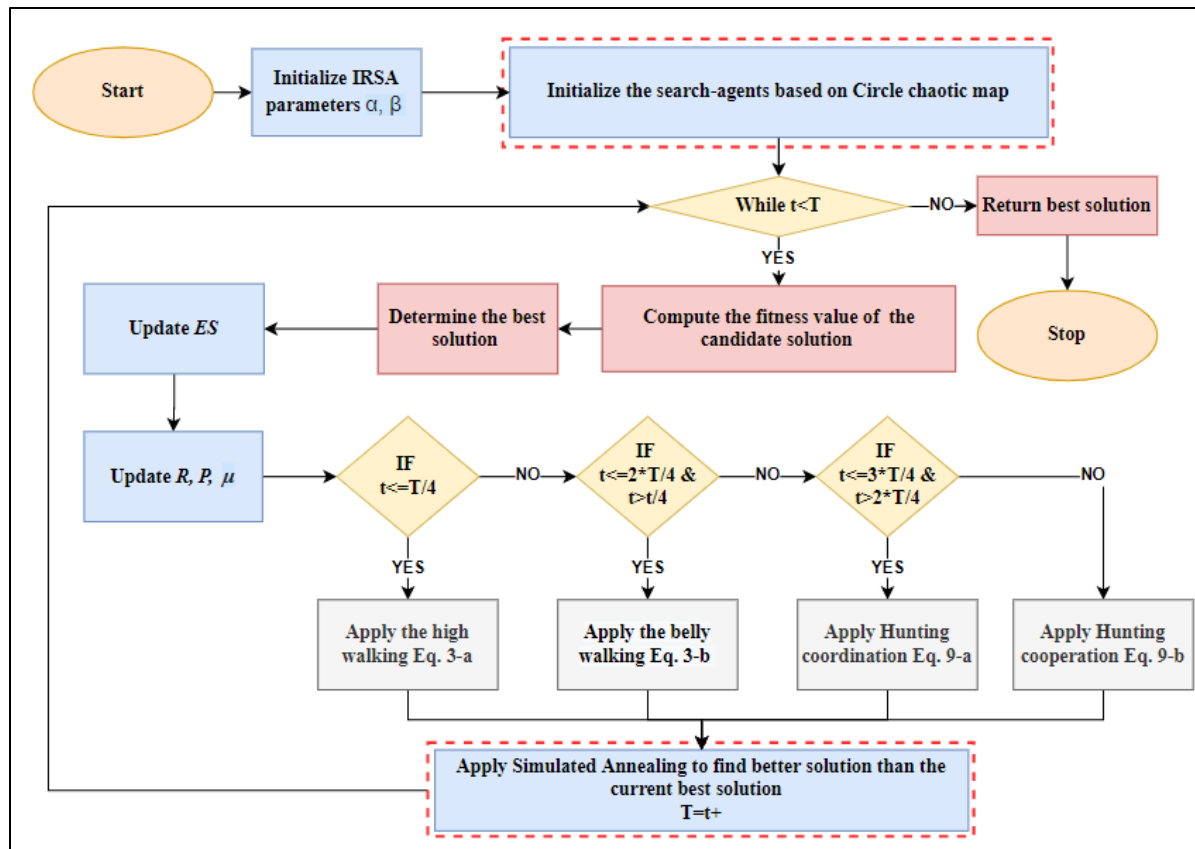 Start
Initialize IRSA
parameters α, β
Initialize the search-agents based on Circle chaotic map
While t<T
NO
Return best solution
YES
Update ES
Determine the best
solution
Compute the fitness value of the
candidate solution
Stop
Update R, P, μ
IF
t<=T/4
NO
IF
t<=2*T/4 &
t>t/4
NO
IF
t<=3*T/4 &
t>2*T/4
NO
YES
YES
YES
Apply the high
walking Eq. 3-a
Apply the belly
walking Eq. 3-b
Apply Hunting
coordination Eq. 9-a
Apply Hunting
cooperation Eq. 9-b
Apply Simulated Annealing to find better solution than the
current best solution
T=t+